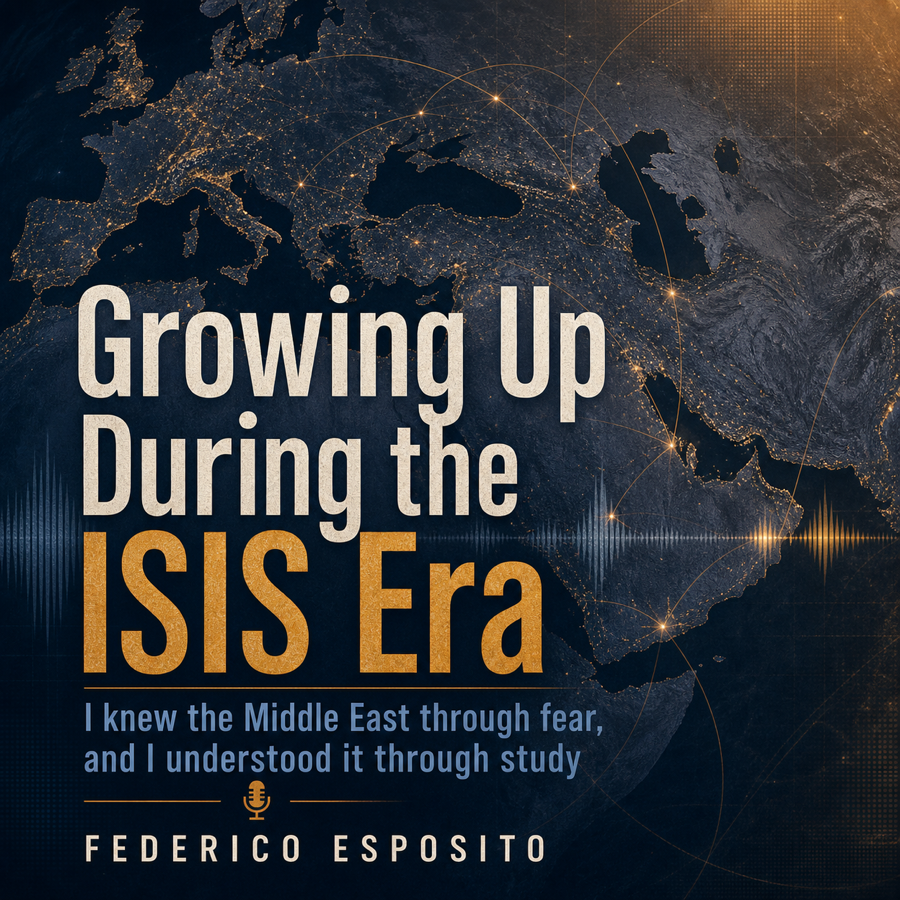 Growing Up
During the
ISIS Era
I knew the Middle East through fear,
and I understood it through study
FEDERICO ESPOSITO